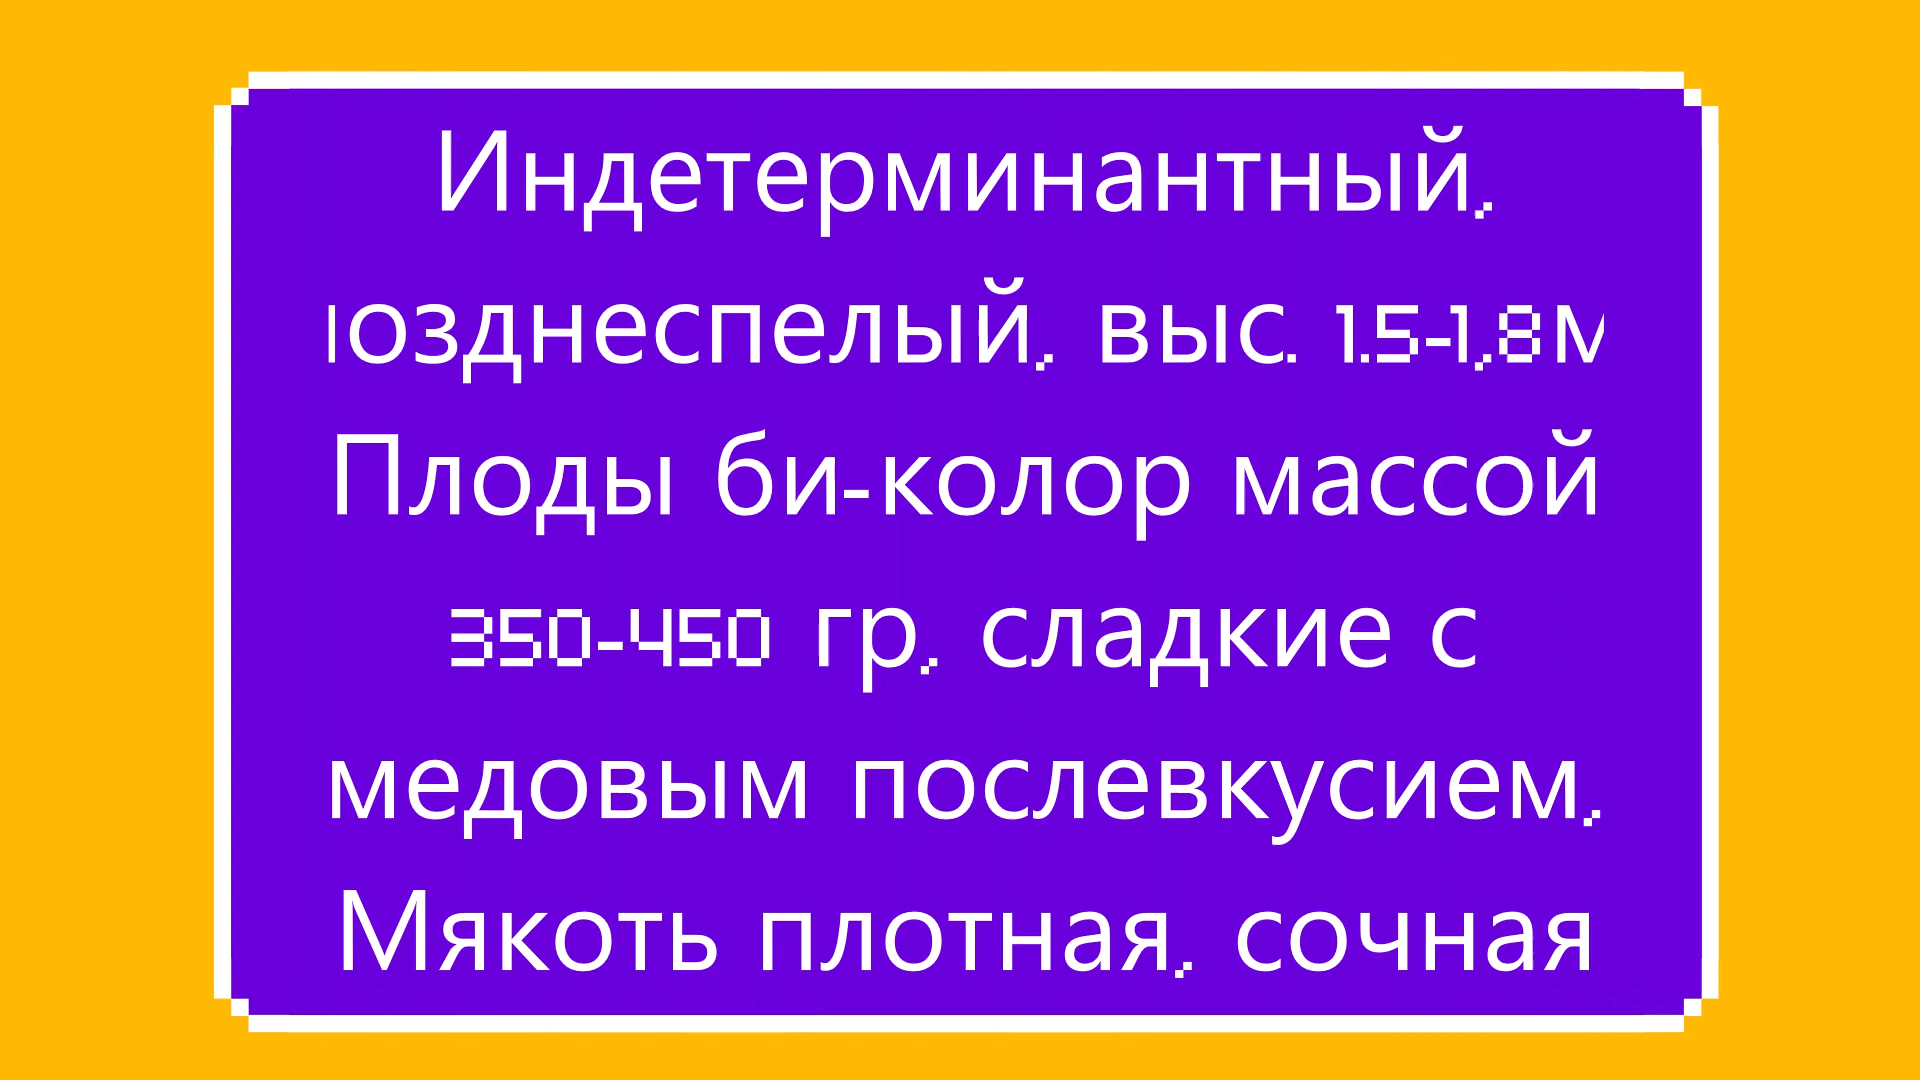 Индетерминантный,
позднеспелый, выс. 1.5-1,8м
Плоды би-колор массой
350-450 гр, сладкие с
медовым послевкусием,
Мякоть плотная, сочная